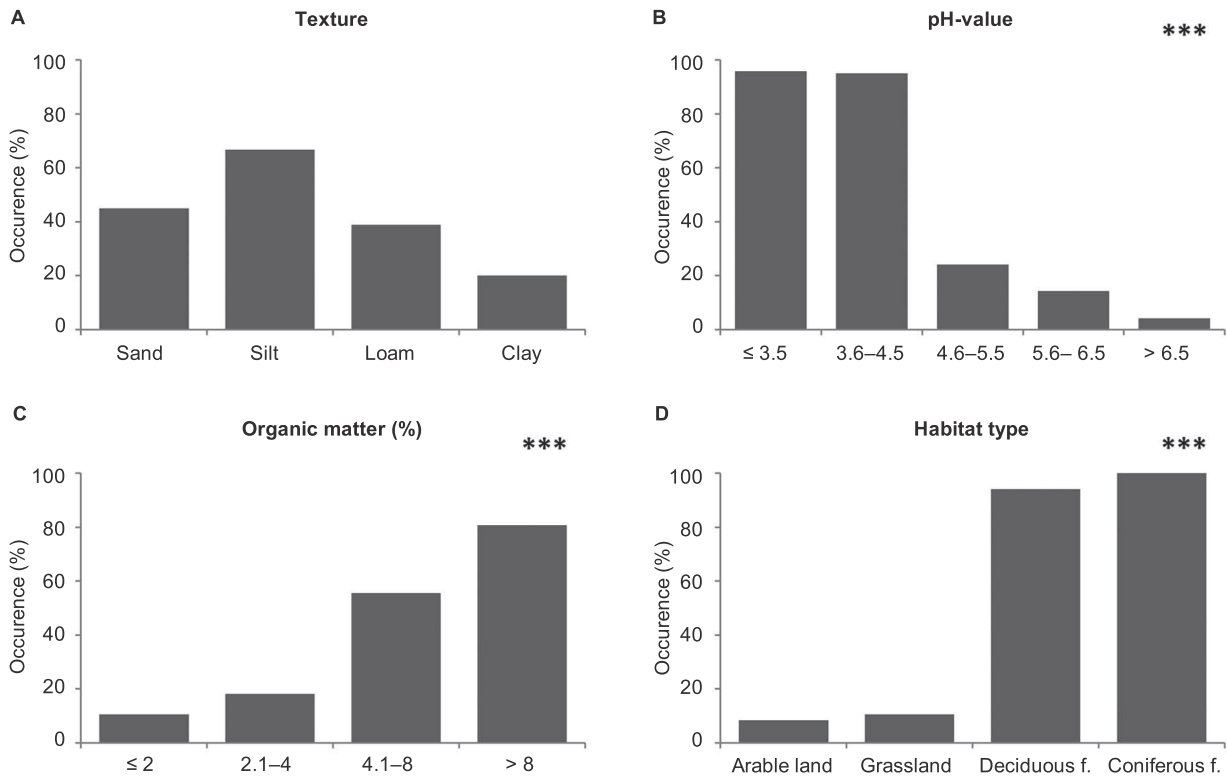 A
Texture
Occurence (%)
100
80
60
40
20
0
Sand Silt Loam Clay
B
pH-value
***
Occurence (%)
100
80
60
40
20
0
≤ 3.5 3.6–4.5 4.6–5.5 5.6– 6.5 > 6.5
C
Organic matter (%)
***
Occurence (%)
100
80
60
40
20
0
≤ 2 2.1–4 4.1–8 > 8
D
Habitat type
***
Occurence (%)
100
80
60
40
20
0
Arable land Grassland Deciduous f. Coniferous f.